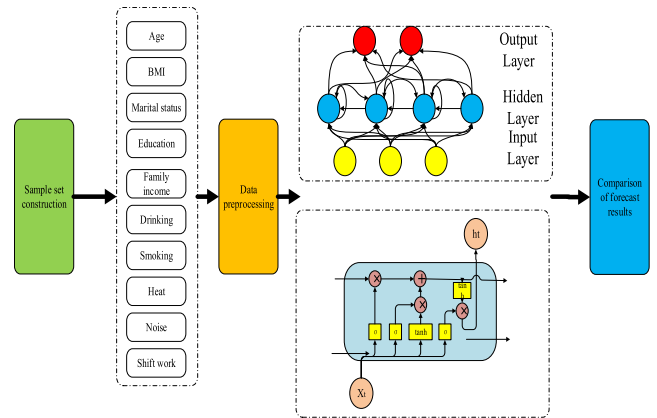 Sample set
construction
Age
BMI
Marital status
Education
Family
income
Drinking
Smoking
Heat
Noise
Shift work
Data
preprocessing
Output
Layer
Hidden
Layer
Input
Layer
ht
×
+
tan
h
×
×
σ
σ
tanh
σ
Xt
Comparison
of forecast
results